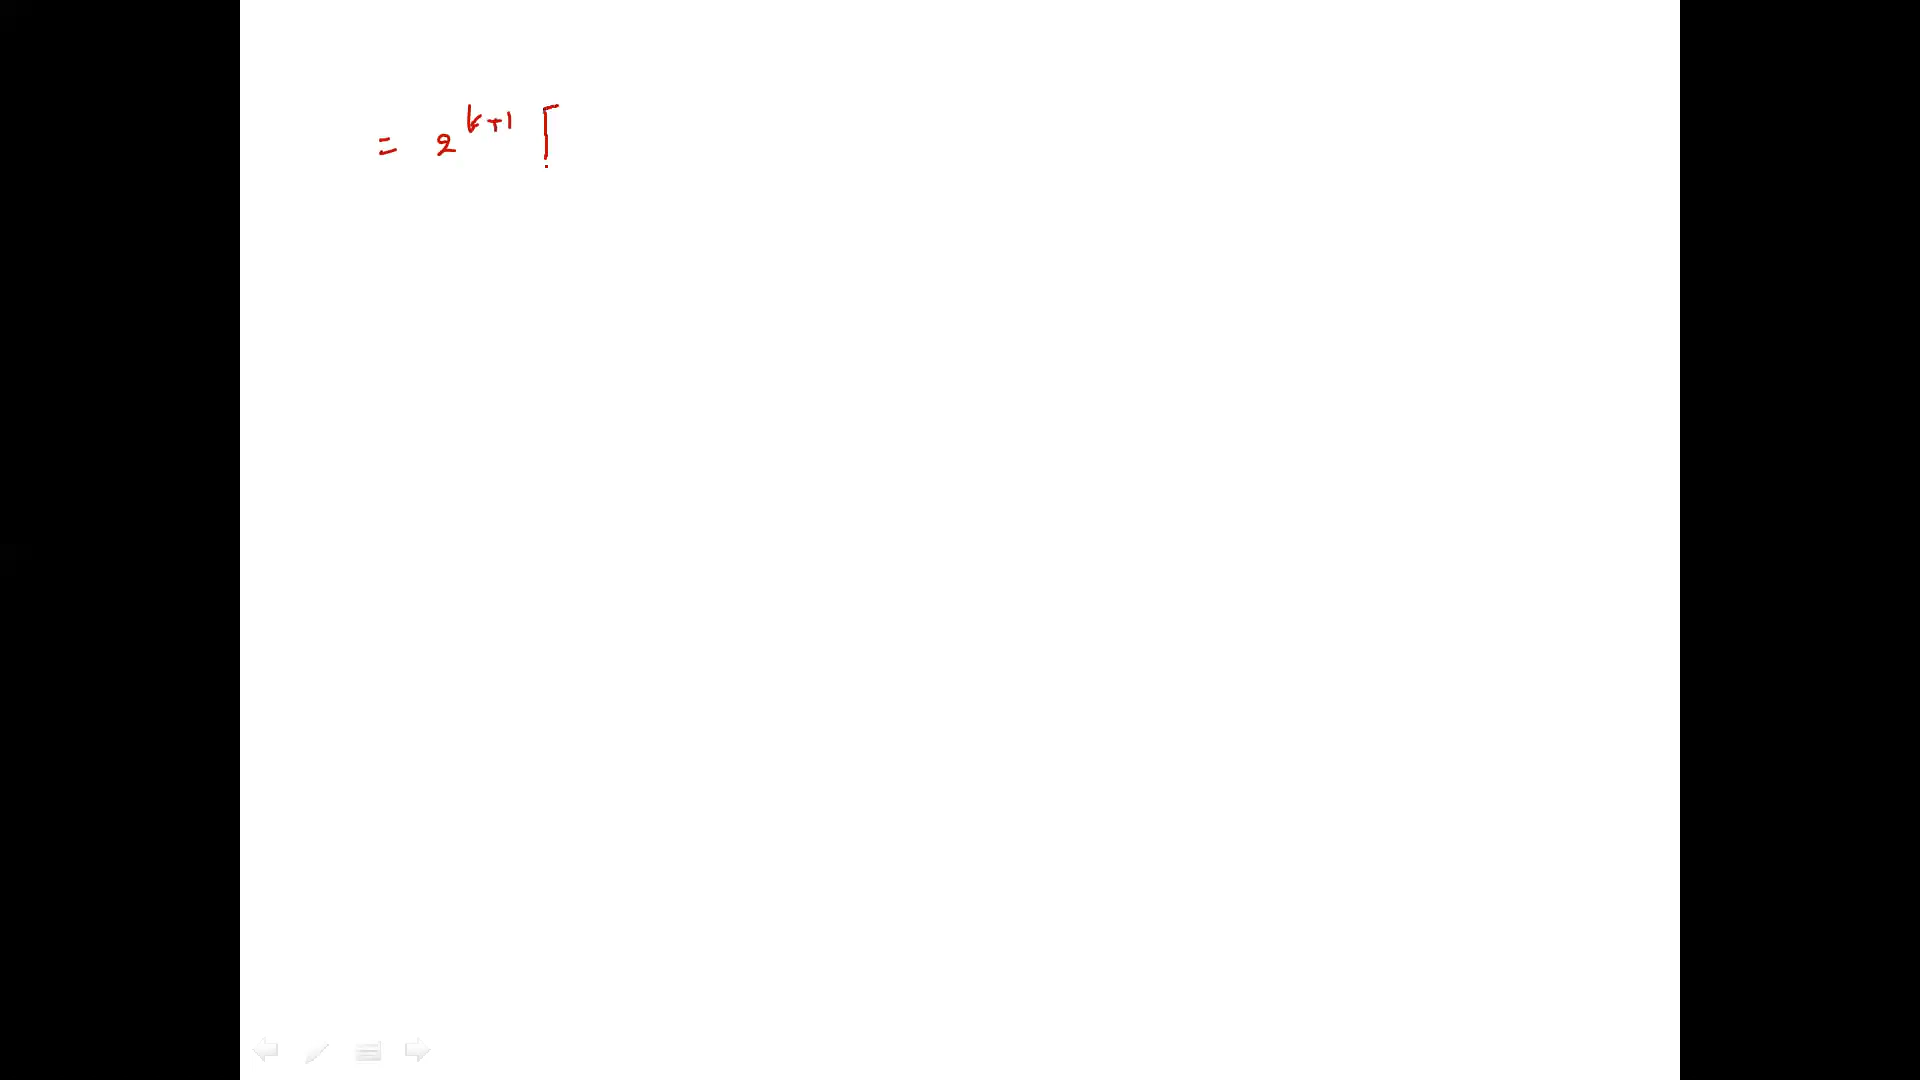 = 2^{k+1} [